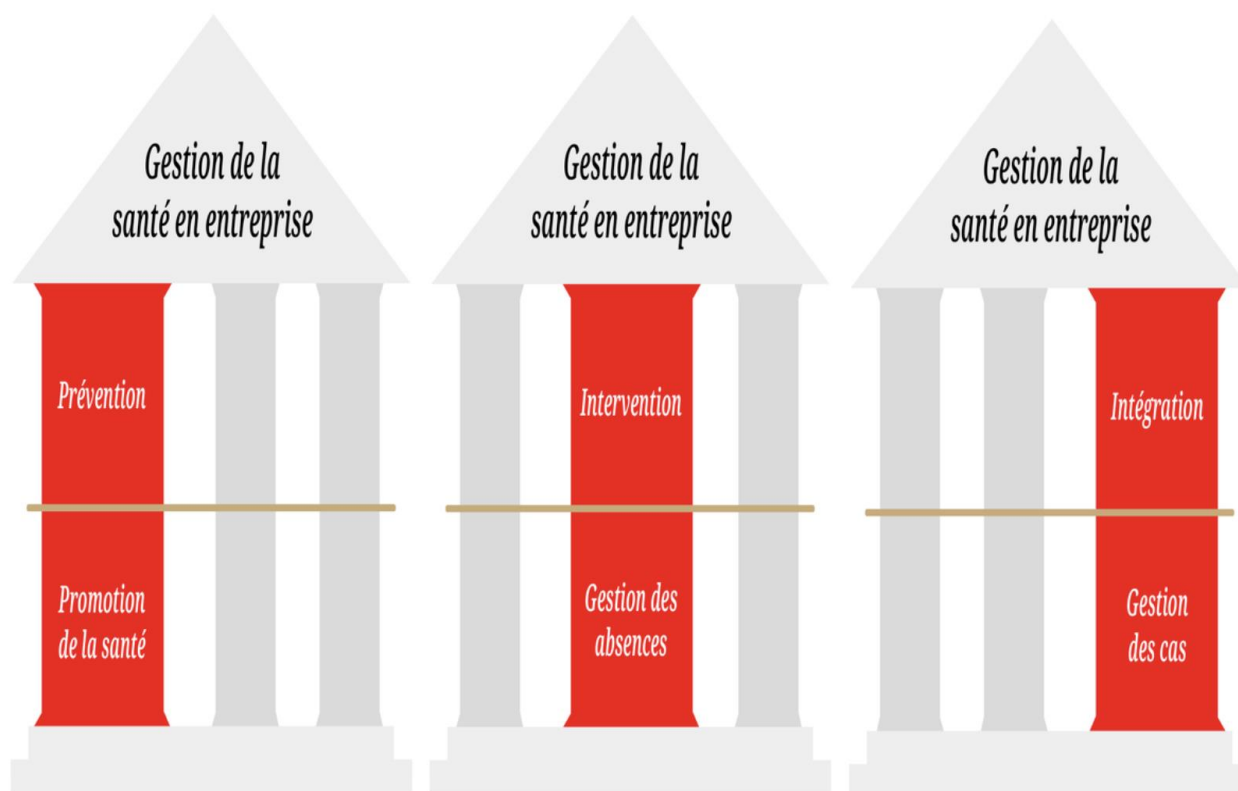 Gestion de la
santé en entreprise
Prévention
Promotion
de la santé
Gestion de la
santé en entreprise
Intervention
Gestion des
absences
Gestion de la
santé en entreprise
Intégration
Gestion
des cas